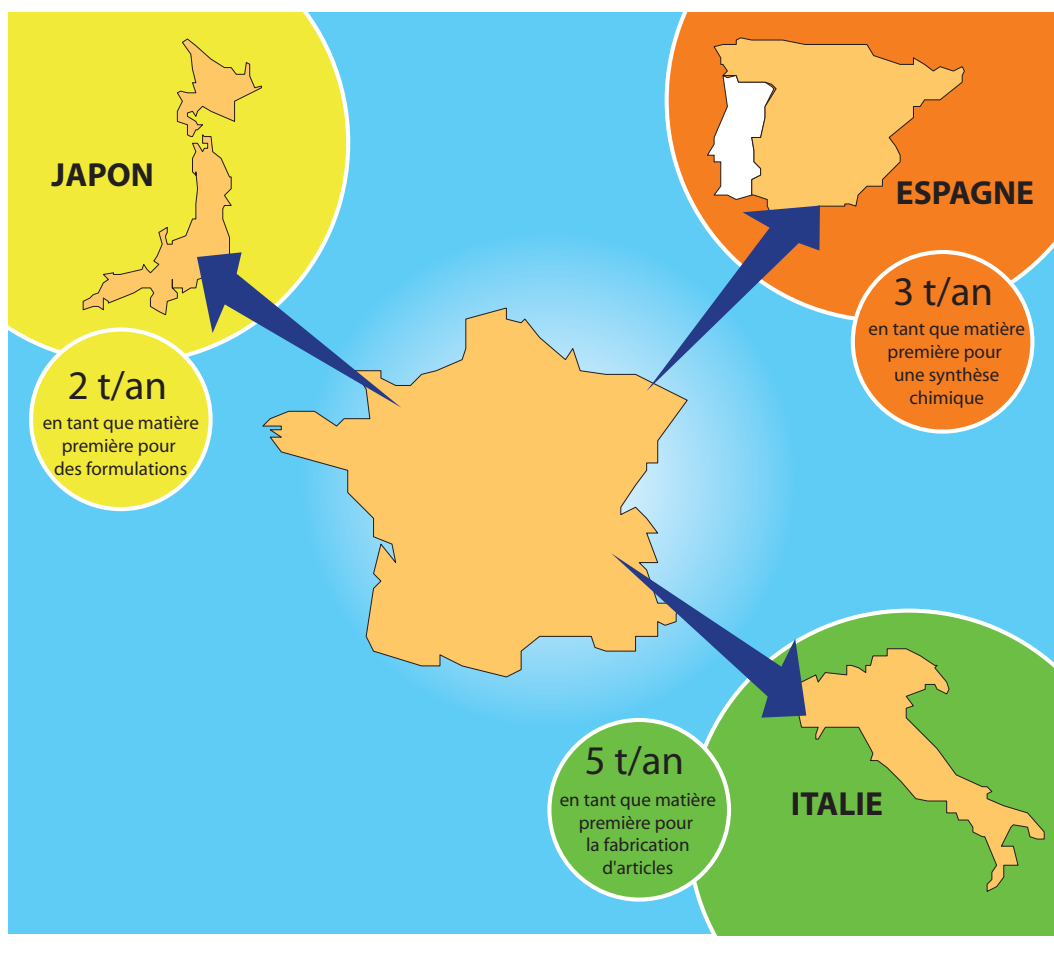 JAPON
2 t/an
en tant que matière
première pour
des formulations
ESPAGNE
3 t/an
en tant que matière
première pour
une synthèse
chimique
5 t/an
en tant que matière
première pour
la fabrication
d'articles
ITALIE